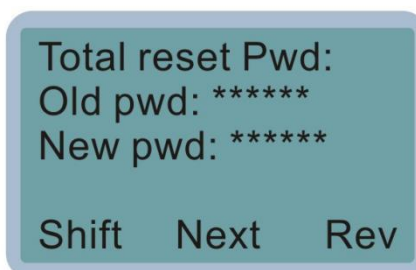 Total reset Pwd:
Old pwd: ******
New pwd: ******
Shift Next Rev